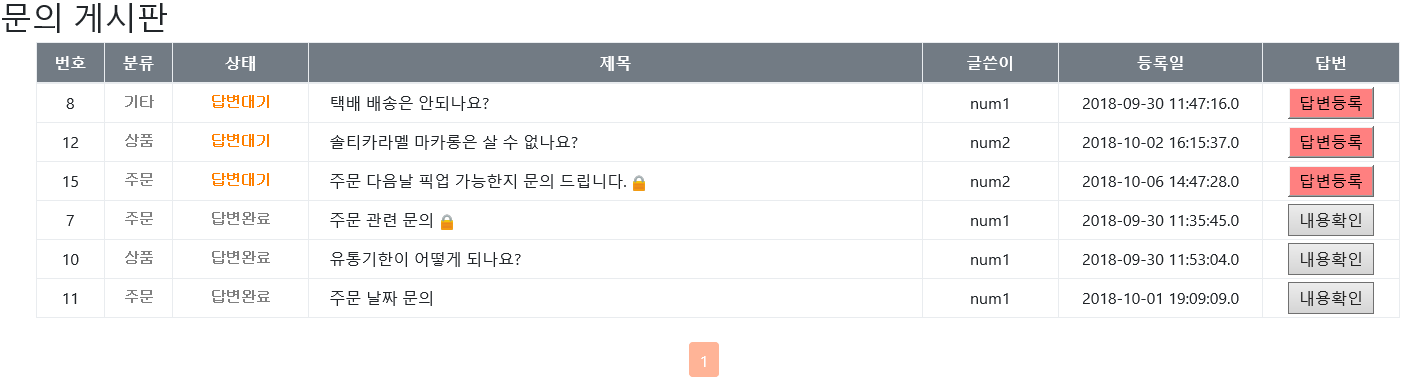 문의 게시판
번호 분류 상태 제목 글쓴이 등록일 답변
8 기타 답변대기 택배 배송은 안되나요? num1 2018-09-30 11:47:16.0 답변등록
12 상품 답변대기 솔티카라멜 마카롱은 살 수 없나요? num2 2018-10-02 16:15:37.0 답변등록
15 주문 답변대기 주문 다음날 픽업 가능한지 문의 드립니다. num2 2018-10-06 14:47:28.0 답변등록
7 주문 답변완료 주문 관련 문의 num1 2018-09-30 11:35:45.0 내용확인
10 상품 답변완료 유통기한이 어떻게 되나요? num1 2018-09-30 11:53:04.0 내용확인
11 주문 답변완료 주문 날짜 문의 num1 2018-10-01 19:09:09.0 내용확인
1